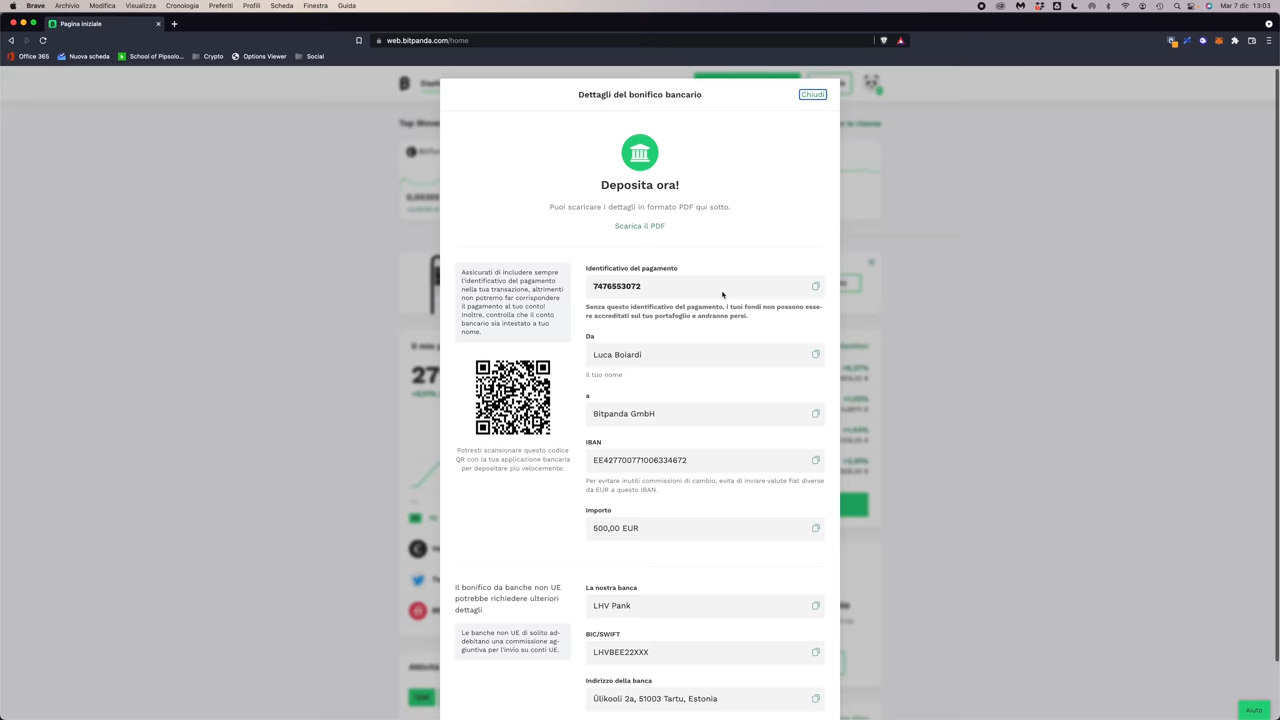 Brave Archivio Modifica Visualizza Cronologia Preferiti Profili Scheda Finestra Guida
Mar 7 dic 13:03
Pagina iniziale
web.bitpanda.com/home
Office 365 Nuova scheda School of Pipsolo... Crypto Options Viewer Social
Dettagli del bonifico bancario
Chiudi
Top Move
Deposita ora!
Puoi scaricare i dettagli in formato PDF qui sotto.
Scarica il PDF
Assicurati di includere sempre
l'identificativo del pagamento
nella tua transazione, altrimenti
non potremo far corrispondere
il pagamento al tuo conto!
Inoltre, controlla che il conto
bancario sia intestato a tuo
nome.
Potresti scansionare questo codice
QR con la tua applicazione bancaria
per depositare più velocemente.
Identificativo del pagamento
7476553072
Senza questo identificativo del pagamento, i tuoi fondi non possono esse-
re accreditati sul tuo portafoglio e andranno persi.
Da
Luca Boiardi
Il tuo nome
a
Bitpanda GmbH
IBAN
EE427700771006334672
Per evitare inutili commissioni di cambio, evita di inviare valute fiat diverse
da EUR a questo IBAN.
Importo
500,00 EUR
Il bonifico da banche non UE
potrebbe richiedere ulteriori
dettagli
Le banche non UE di solito ad-
debitano una commissione ag-
giuntiva per l'invio su conti UE.
La nostra banca
LHV Pank
BIC/SWIFT
LHVBEE22XXX
Indirizzo della banca
Ülikooli 2a, 51003 Tartu, Estonia
Aiuto